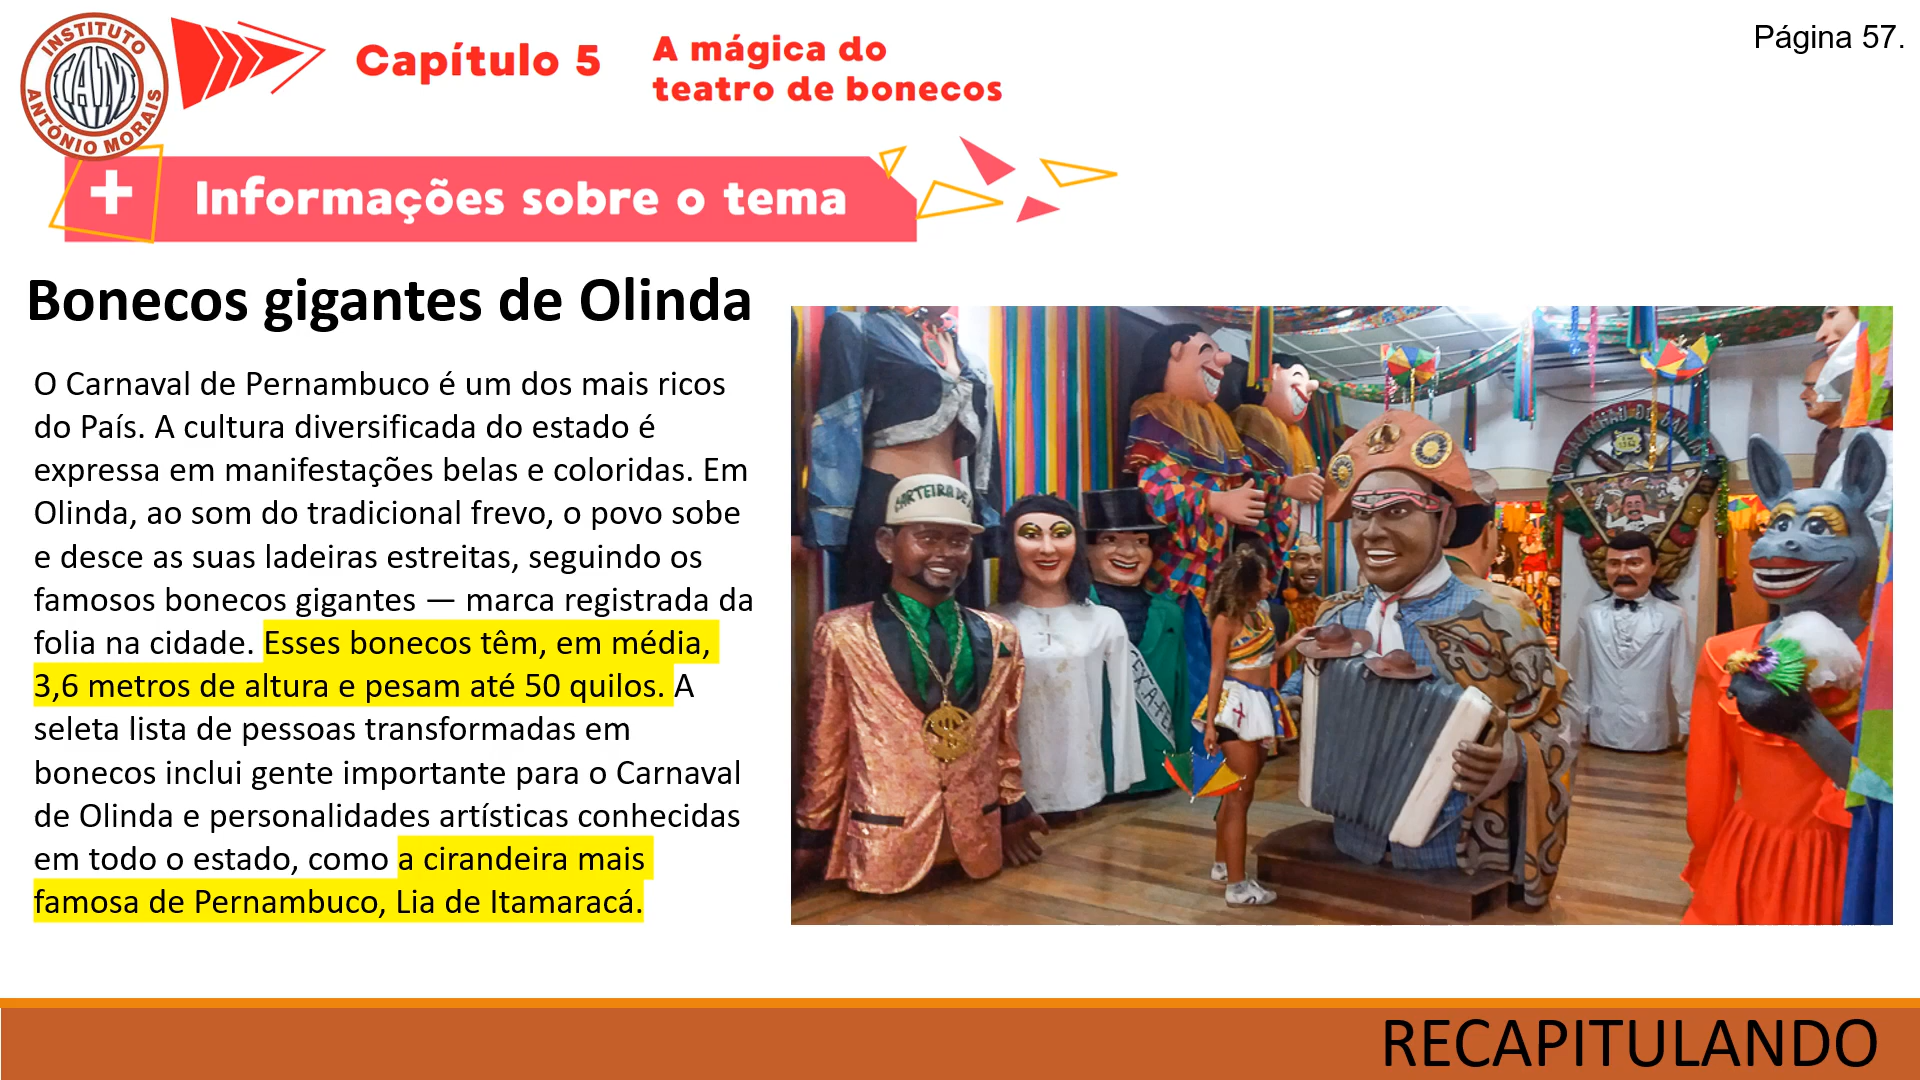 INSTITUTO
IAM
ANTÓNIO MORAIS
Capítulo 5
A mágica do
teatro de bonecos
Página 57.
+ Informações sobre o tema
Bonecos gigantes de Olinda
O Carnaval de Pernambuco é um dos mais ricos
do País. A cultura diversificada do estado é
expressa em manifestações belas e coloridas. Em
Olinda, ao som do tradicional frevo, o povo sobe
e desce as suas ladeiras estreitas, seguindo os
famosos bonecos gigantes — marca registrada da
folia na cidade. Esses bonecos têm, em média,
3,6 metros de altura e pesam até 50 quilos. A
seleta lista de pessoas transformadas em
bonecos inclui gente importante para o Carnaval
de Olinda e personalidades artísticas conhecidas
em todo o estado, como a cirandeira mais
famosa de Pernambuco, Lia de Itamaracá.
RECAPITULANDO